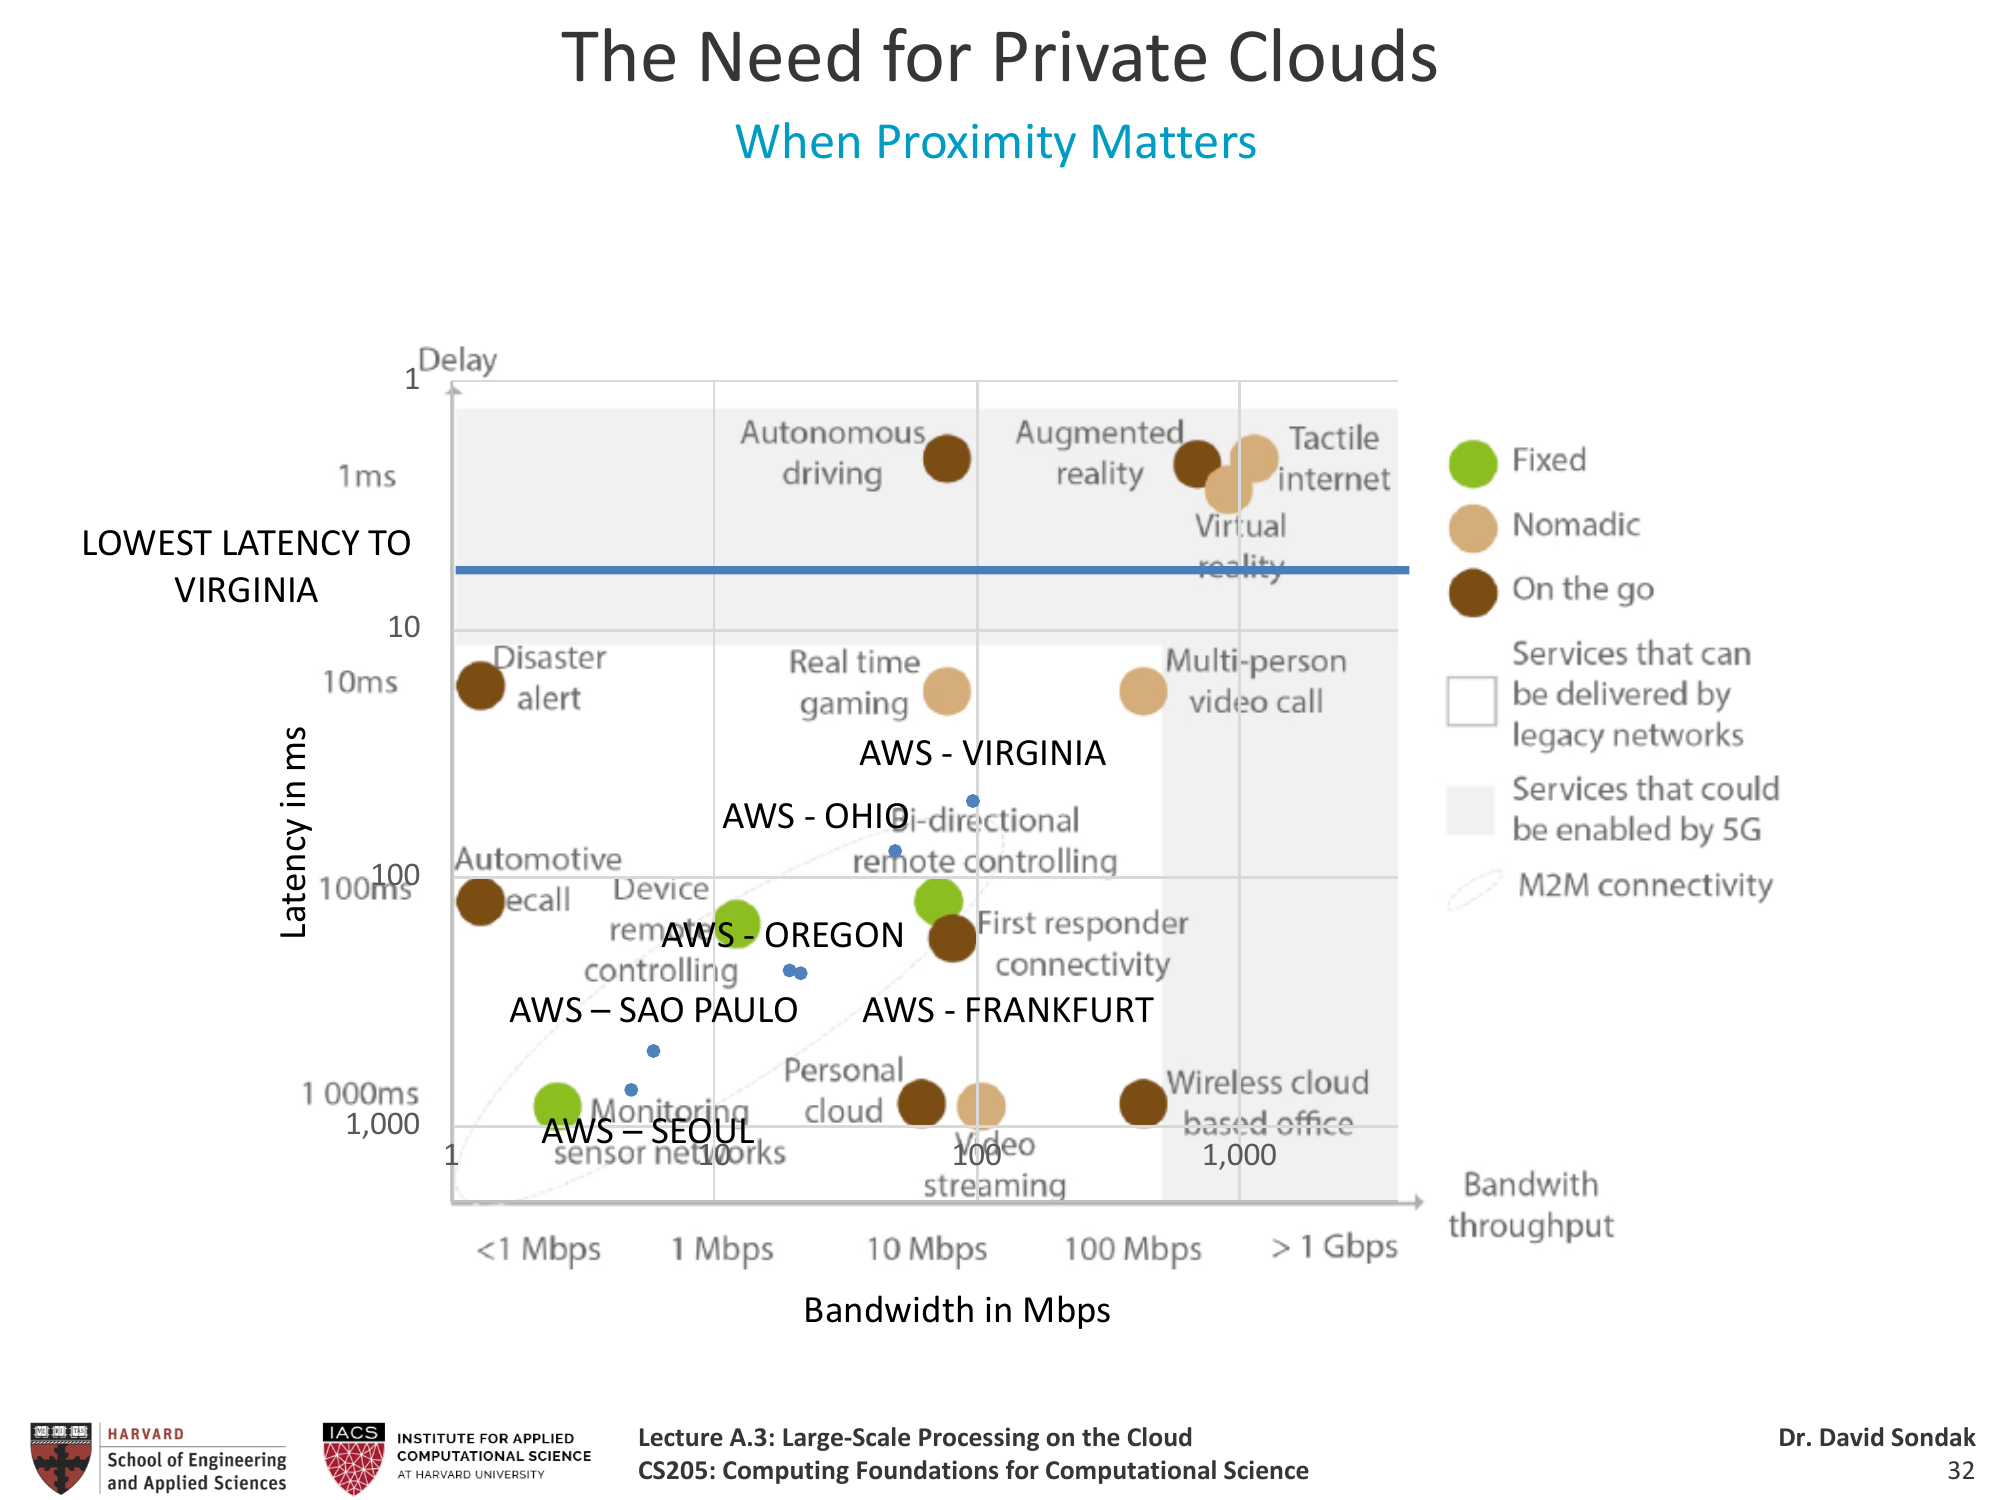 The Need for Private Clouds
When Proximity Matters
Delay
1
Autonomous
driving
Augmented
reality
Tactile
internet
Virtual
reality
1ms
LOWEST LATENCY TO
VIRGINIA
10
10ms
Disaster
alert
Real time
gaming
Multi-person
video call
AWS - VIRGINIA
AWS - OHIO
Bi-directional
remote controlling
Latency in ms
100
100ms
Automotive
ecall
Device
remote
controlling
AWS - OREGON
First responder
connectivity
AWS – SAO PAULO
AWS - FRANKFURT
1 000ms
1,000
Monitoring
sensor networks
AWS – SEOUL
Personal
cloud
Video
streaming
Wireless cloud
based office
1
10
100
1,000
<1 Mbps
1 Mbps
10 Mbps
100 Mbps
> 1 Gbps
Bandwith
throughput
Bandwidth in Mbps
Fixed
Nomadic
On the go
Services that can
be delivered by
legacy networks
Services that could
be enabled by 5G
M2M connectivity
HARVARD
School of Engineering
and Applied Sciences
IACS
INSTITUTE FOR APPLIED
COMPUTATIONAL SCIENCE
AT HARVARD UNIVERSITY
Lecture A.3: Large-Scale Processing on the Cloud
CS205: Computing Foundations for Computational Science
Dr. David Sondak
32